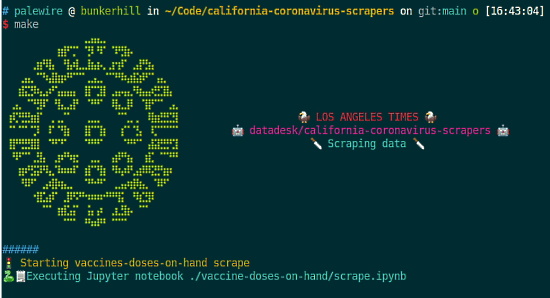 # palewire @ bunkerhill in ~/Code/california-coronavirus-scrapers on git:main o [16:43:04]
$ make
🦅 LOS ANGELES TIMES 🦅
🤖 datadesk/california-coronavirus-scrapers 🤖
🔪 Scraping data 🔪
######
🚦 Starting vaccines-doses-on-hand scrape
🐍📓Executing Jupyter notebook ./vaccine-doses-on-hand/scrape.ipynb